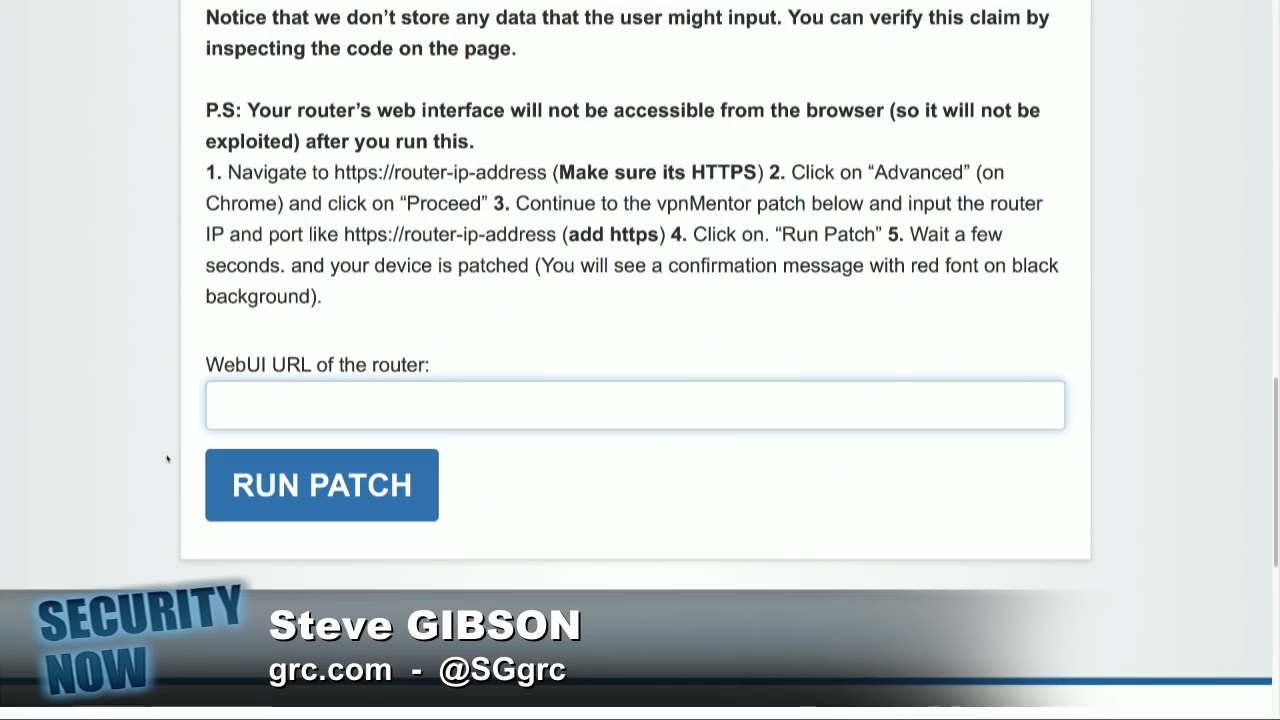 Notice that we don’t store any data that the user might input. You can verify this claim by
inspecting the code on the page.
P.S: Your router’s web interface will not be accessible from the browser (so it will not be
exploited) after you run this.
1. Navigate to https://router-ip-address (Make sure its HTTPS) 2. Click on “Advanced” (on
Chrome) and click on “Proceed” 3. Continue to the vpnMentor patch below and input the router
IP and port like https://router-ip-address (add https) 4. Click on. “Run Patch” 5. Wait a few
seconds. and your device is patched (You will see a confirmation message with red font on black
background).
WebUI URL of the router:
RUN PATCH
SECURITY
NOW
Steve GIBSON
grc.com - @SGgrc